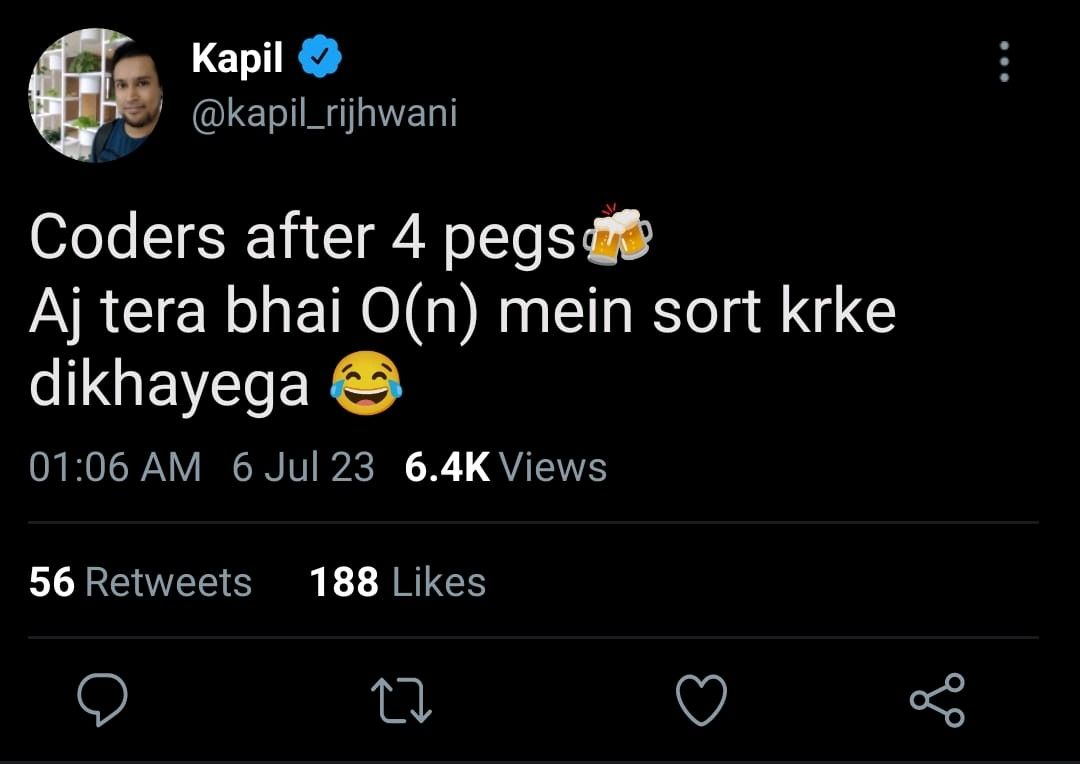 Kapil
@kapil_rijhwani
Coders after 4 pegs🍻
Aj tera bhai O(n) mein sort krke
dikhayega 😂
01:06 AM 6 Jul 23 6.4K Views
56 Retweets 188 Likes